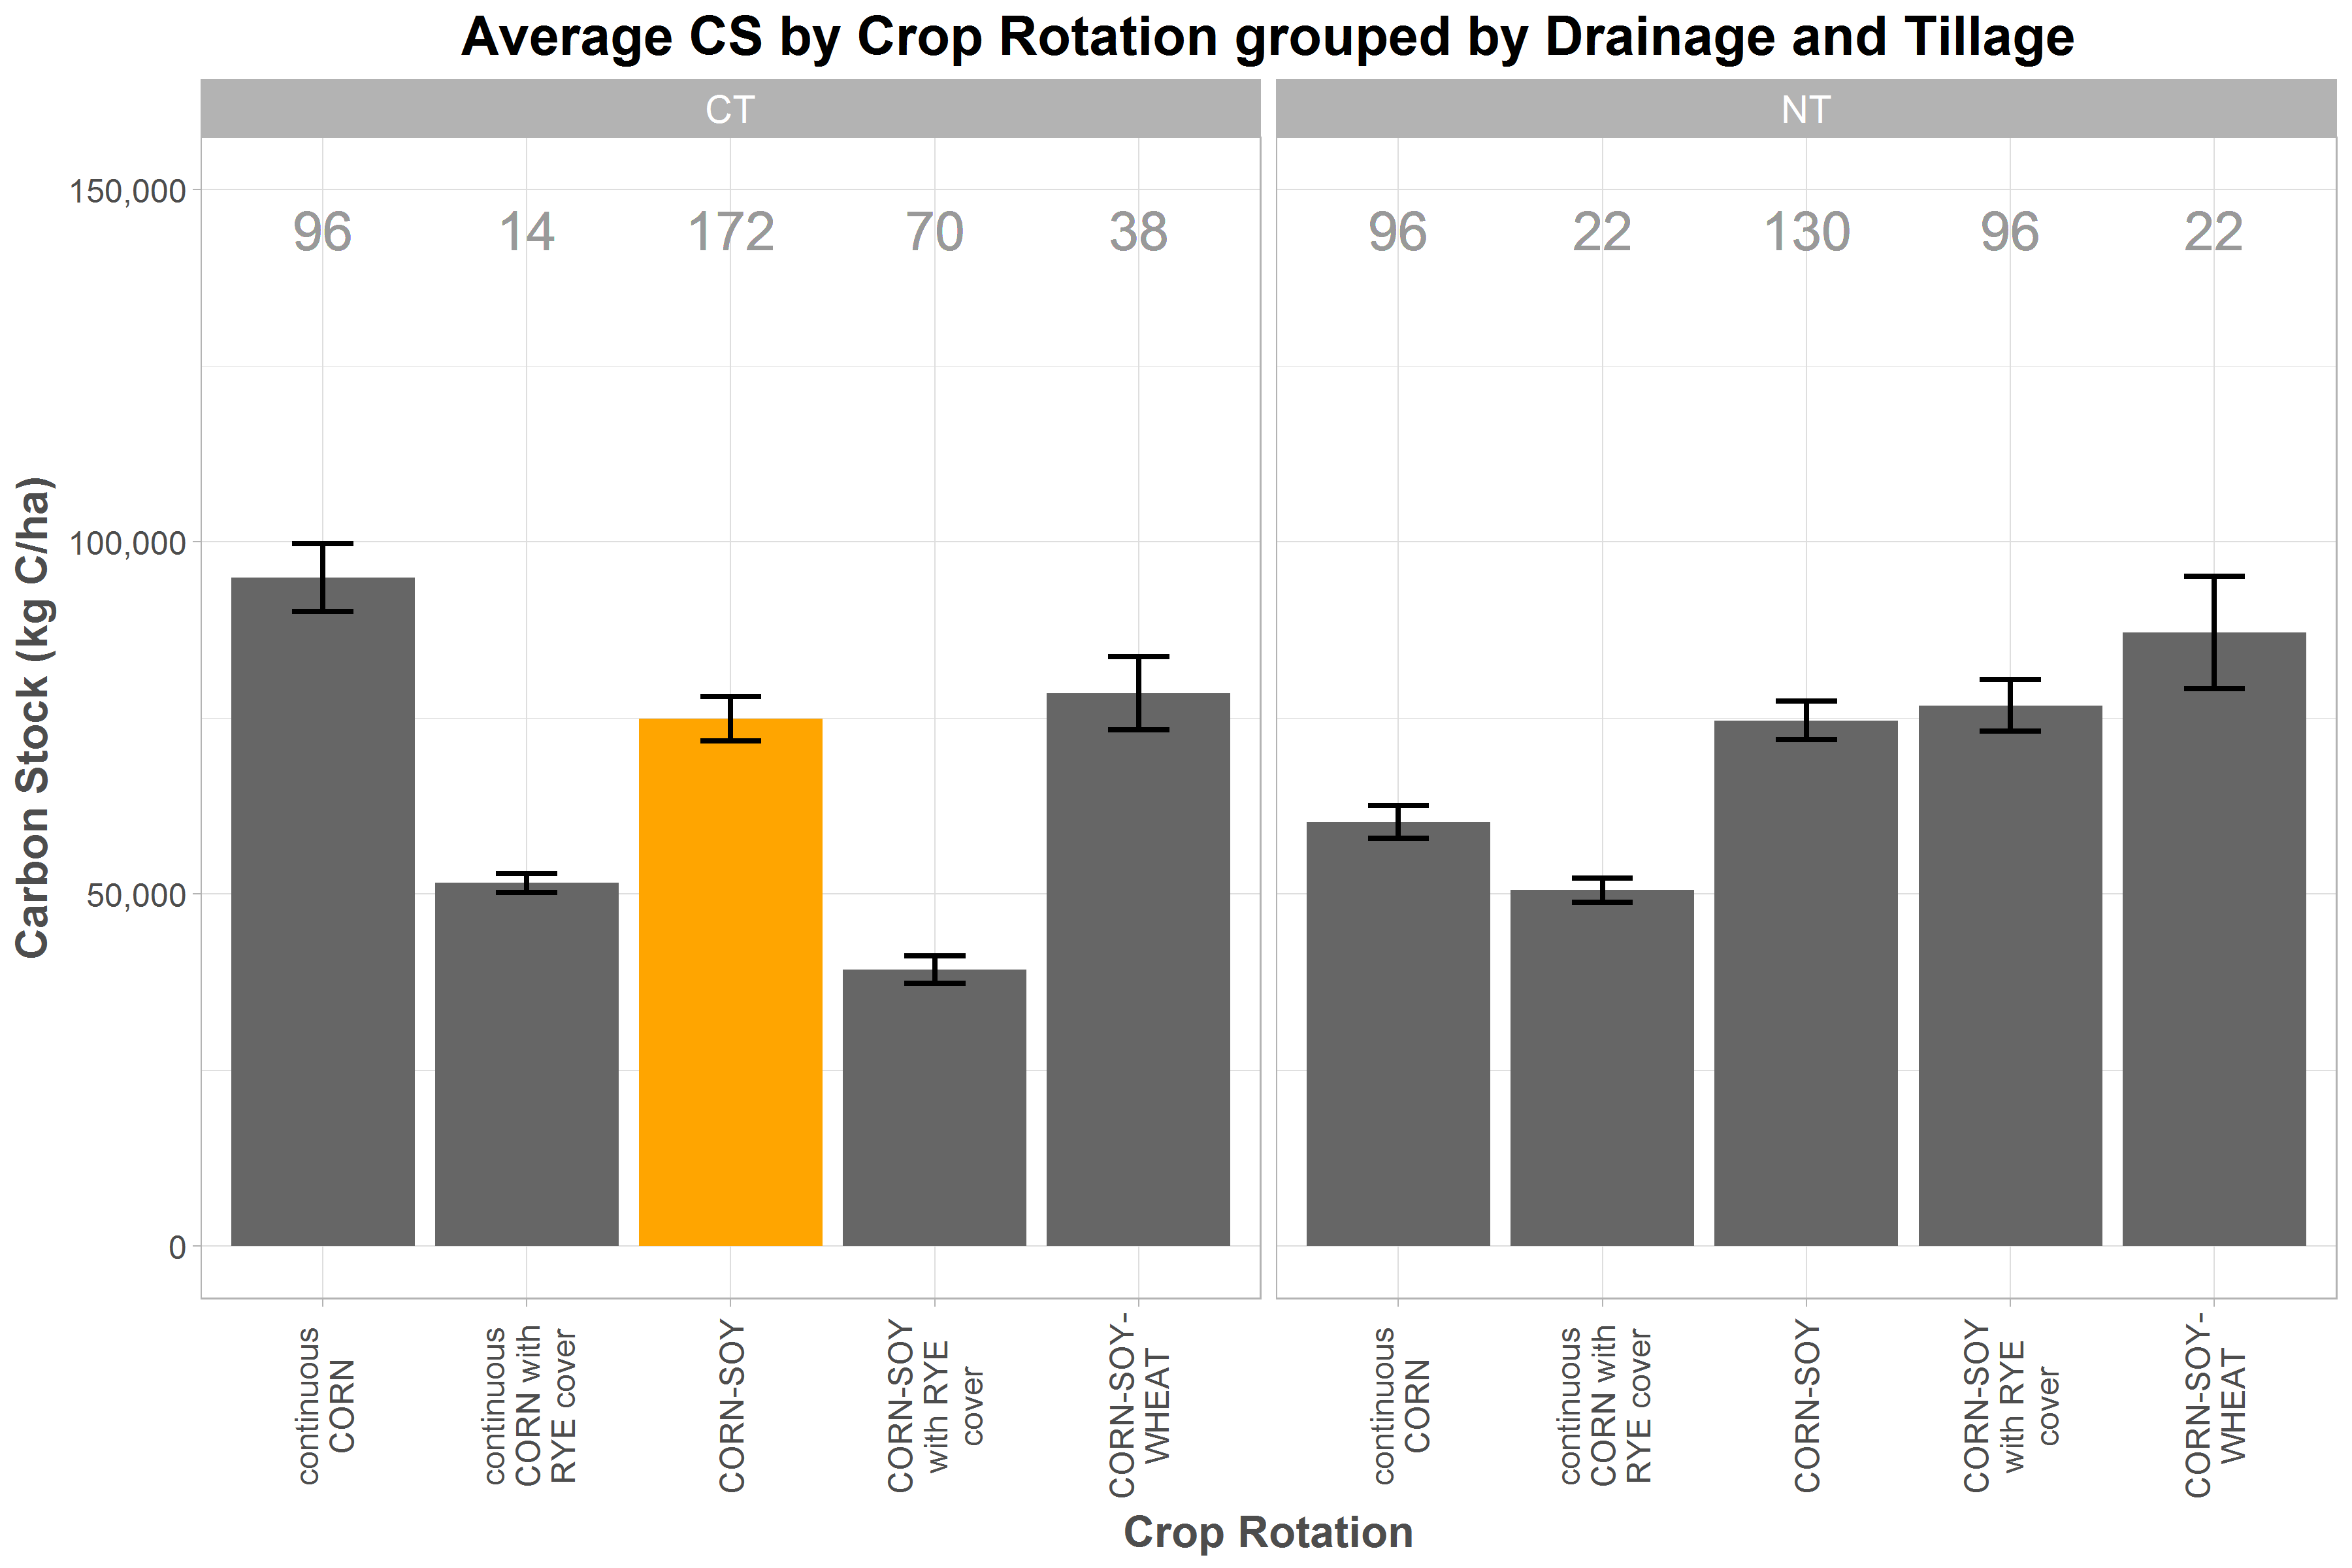 Average CS by Crop Rotation grouped by Drainage and Tillage
CT
NT
Carbon Stock (kg C/ha)
150,000
100,000
50,000
0
96
14
172
70
38
96
22
130
96
22
continuous
CORN
continuous
CORN with
RYE cover
CORN-SOY
CORN-SOY
with RYE
cover
CORN-SOY-
WHEAT
continuous
CORN
continuous
CORN with
RYE cover
CORN-SOY
CORN-SOY
with RYE
cover
CORN-SOY-
WHEAT
Crop Rotation